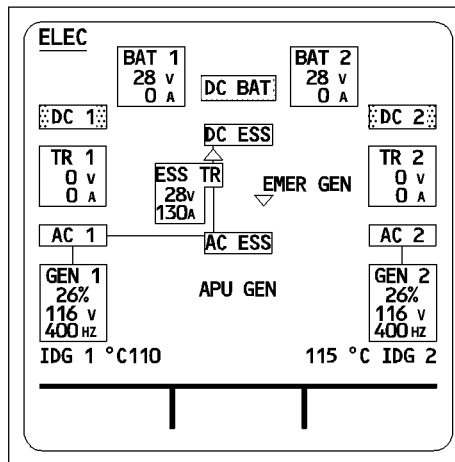 ELEC
BAT 1
28 V
0 A
BAT 2
28 V
0 A
DC BAT
DC 1
DC 2
DC ESS
TR 1
0 V
0 A
ESS TR
28V
130A
EMER GEN
TR 2
0 V
0 A
AC 1
AC ESS
AC 2
GEN 1
26%
116 V
400 HZ
APU GEN
GEN 2
26%
116 V
400 HZ
IDG 1 °C110
115 °C IDG 2